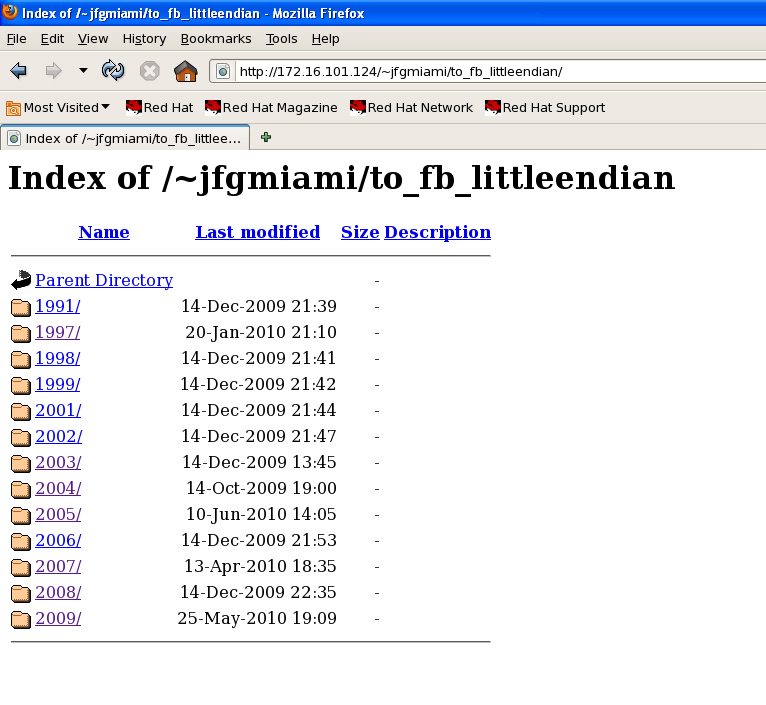 Index of /~jfgmiami/to_fb_littleendian - Mozilla Firefox
File Edit View History Bookmarks Tools Help
http://172.16.101.124/~jfgmiami/to_fb_littleendian/
Most Visited Red Hat Red Hat Magazine Red Hat Network Red Hat Support
Index of /~jfgmiami/to_fb_littlee...
Index of /~jfgmiami/to_fb_littleendian
Name Last modified Size Description
Parent Directory -
1991/ 14-Dec-2009 21:39 -
1997/ 20-Jan-2010 21:10 -
1998/ 14-Dec-2009 21:41 -
1999/ 14-Dec-2009 21:42 -
2001/ 14-Dec-2009 21:44 -
2002/ 14-Dec-2009 21:47 -
2003/ 14-Dec-2009 13:45 -
2004/ 14-Oct-2009 19:00 -
2005/ 10-Jun-2010 14:05 -
2006/ 14-Dec-2009 21:53 -
2007/ 13-Apr-2010 18:35 -
2008/ 14-Dec-2009 22:35 -
2009/ 25-May-2010 19:09 -